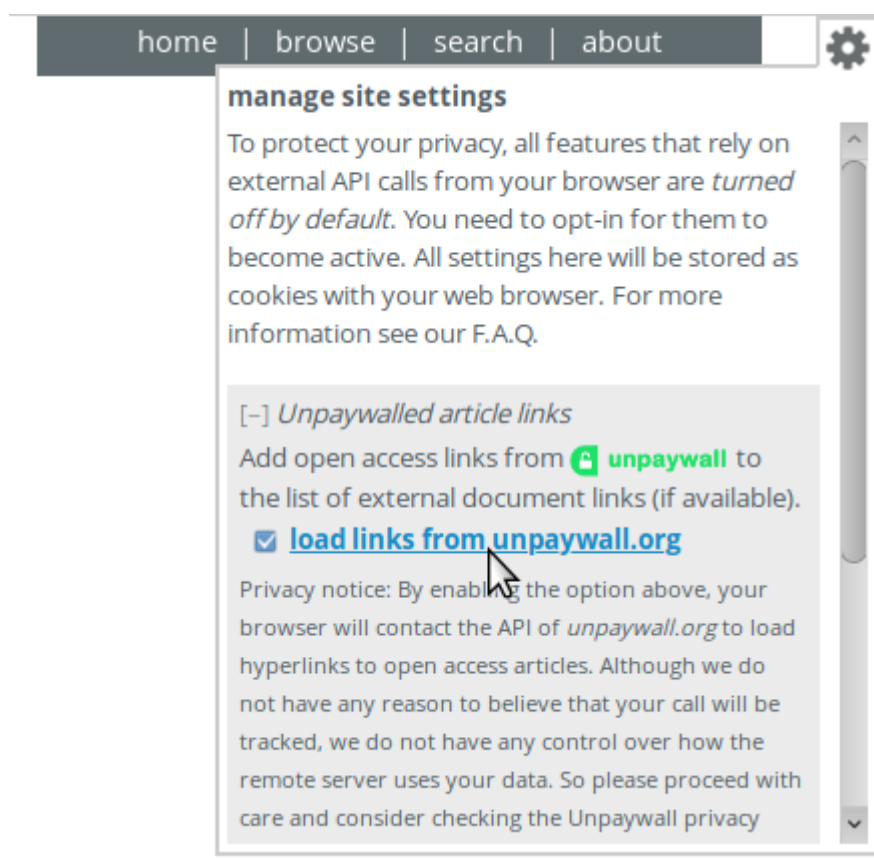 home | browse | search | about
manage site settings
To protect your privacy, all features that rely on
external API calls from your browser are turned
off by default. You need to opt-in for them to
become active. All settings here will be stored as
cookies with your web browser. For more
information see our F.A.Q.
[–] Unpaywalled article links
Add open access links from unpaywall to
the list of external document links (if available).
load links from unpaywall.org
Privacy notice: By enabling the option above, your
browser will contact the API of unpaywall.org to load
hyperlinks to open access articles. Although we do
not have any reason to believe that your call will be
tracked, we do not have any control over how the
remote server uses your data. So please proceed with
care and consider checking the Unpaywall privacy